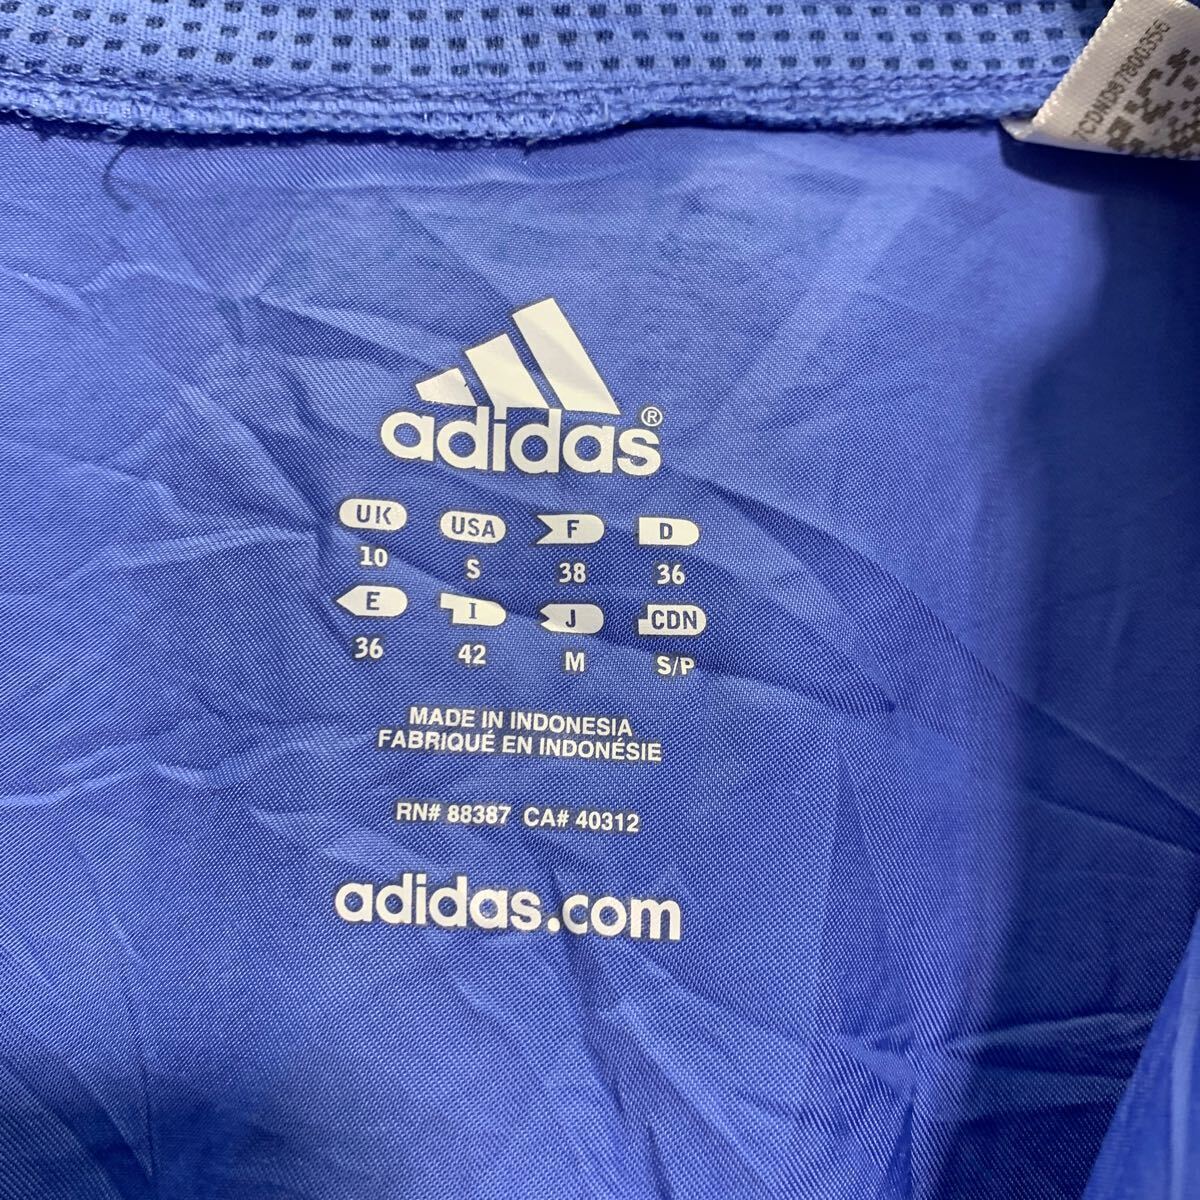 adidas®
UK USA F D
10 S 38 36
E I J CDN
36 42 M S/P
MADE IN INDONESIA
FABRIQUÉ EN INDONÉSIE
RN# 88387 CA# 40312
adidas.com